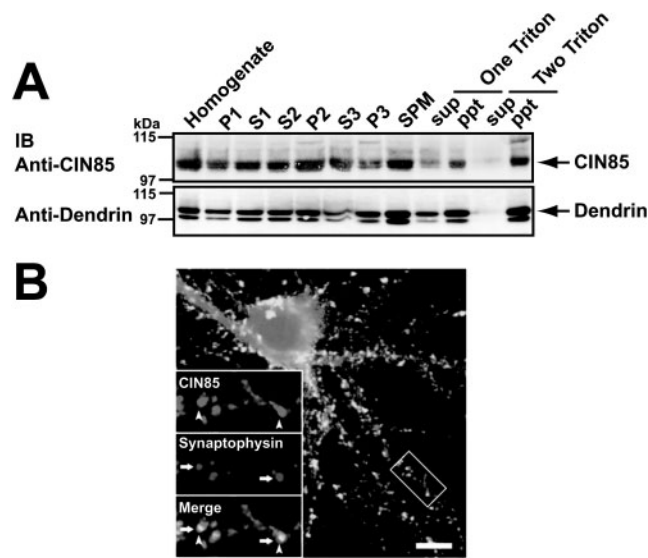 A
Homogenate P1 S1 S2 P2 S3 P3 SPM sup ppt sup ppt
One Triton Two Triton
kDa
IB
115
Anti-CIN85
CIN85
97
115
Anti-Dendrin
97
Dendrin
B
CIN85
Synaptophysin
Merge